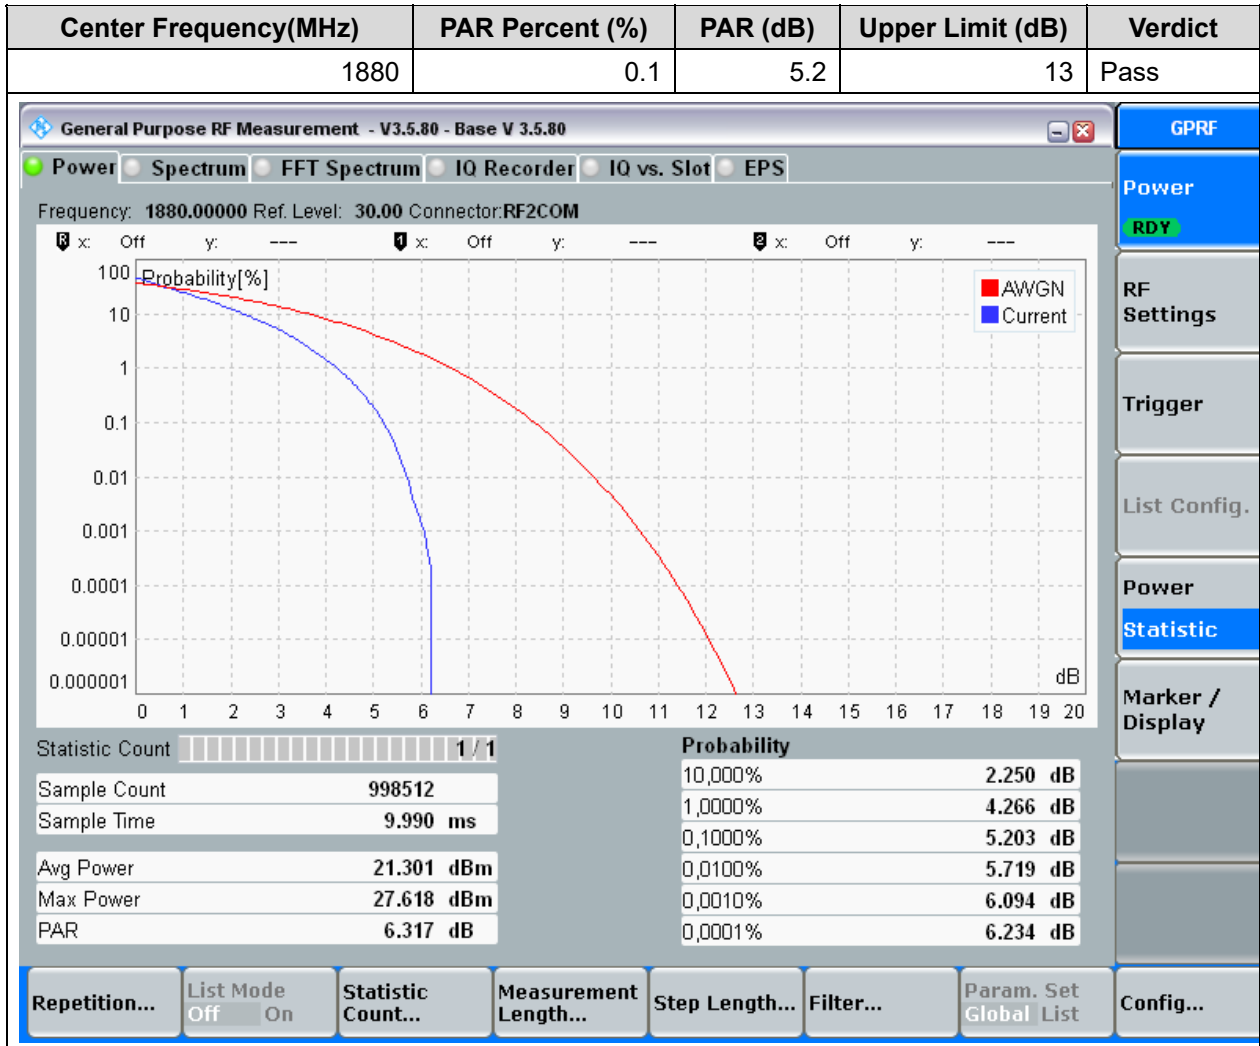 Center Frequency(MHz) PAR Percent (%) PAR (dB) Upper Limit (dB) Verdict
1880 0.1 5.2 13 Pass
General Purpose RF Measurement - V3.5.80 - Base V 3.5.80
GPRF
Power Spectrum FFT Spectrum IQ Recorder IQ vs. Slot EPS
Power
RDY
Frequency: 1880.00000 Ref. Level: 30.00 Connector:RF2COM
R x: Off y: --- 1 x: Off y: --- 2 x: Off y: ---
Probability[%]
100
10
1
0.1
0.01
0.001
0.0001
0.00001
0.000001
AWGN
Current
dB
0 1 2 3 4 5 6 7 8 9 10 11 12 13 14 15 16 17 18 19 20
RF
Settings
Trigger
List Config.
Power
Statistic
Marker /
Display
Statistic Count 1 / 1
Sample Count 998512
Sample Time 9.990 ms
Avg Power 21.301 dBm
Max Power 27.618 dBm
PAR 6.317 dB
Probability
10,000% 2.250 dB
1,0000% 4.266 dB
0,1000% 5.203 dB
0,0100% 5.719 dB
0,0010% 6.094 dB
0,0001% 6.234 dB
Repetition...
List Mode
Off On
Statistic
Count...
Measurement
Length...
Step Length...
Filter...
Param. Set
Global List
Config...